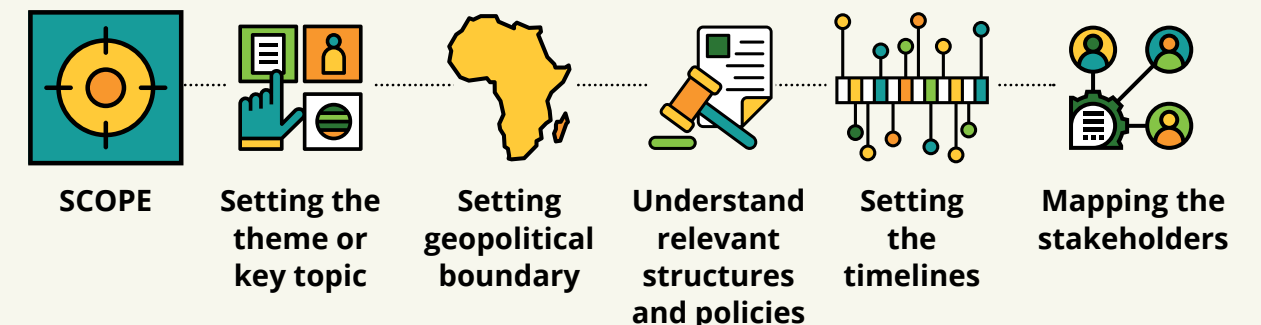 SCOPE
Setting the
theme or
key topic
Setting
geopolitical
boundary
Understand
relevant
structures
and policies
Setting
the
timelines
Mapping the
stakeholders